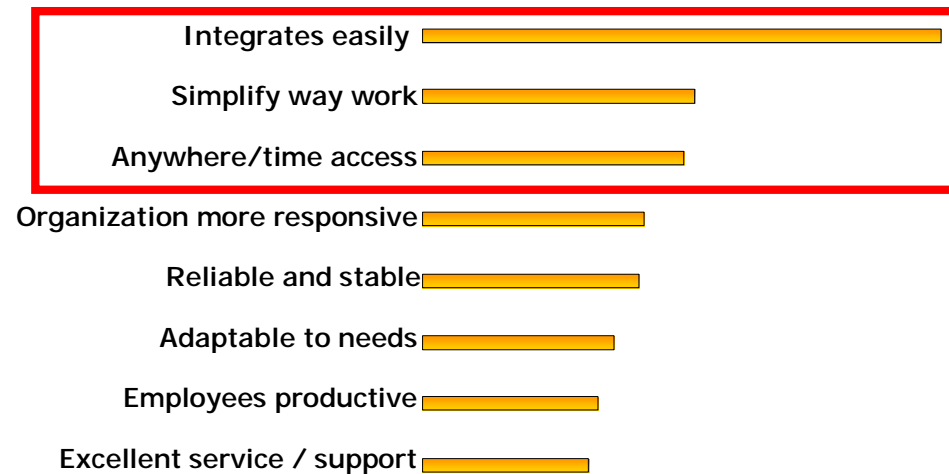 Integrates easily
Simplify way work
Anywhere/time access
Organization more responsive
Reliable and stable
Adaptable to needs
Employees productive
Excellent service / support